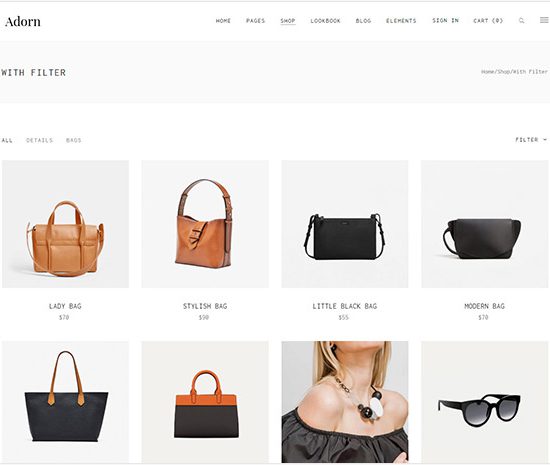 Adorn
HOME PAGES SHOP LOOKBOOK BLOG ELEMENTS SIGN IN CART (0)
WITH FILTER
Home/Shop/With Filter
ALL DETAILS BAGS
FILTER
LADY BAG STYLISH BAG LITTLE BLACK BAG MODERN BAG
$70 $90 $55 $70